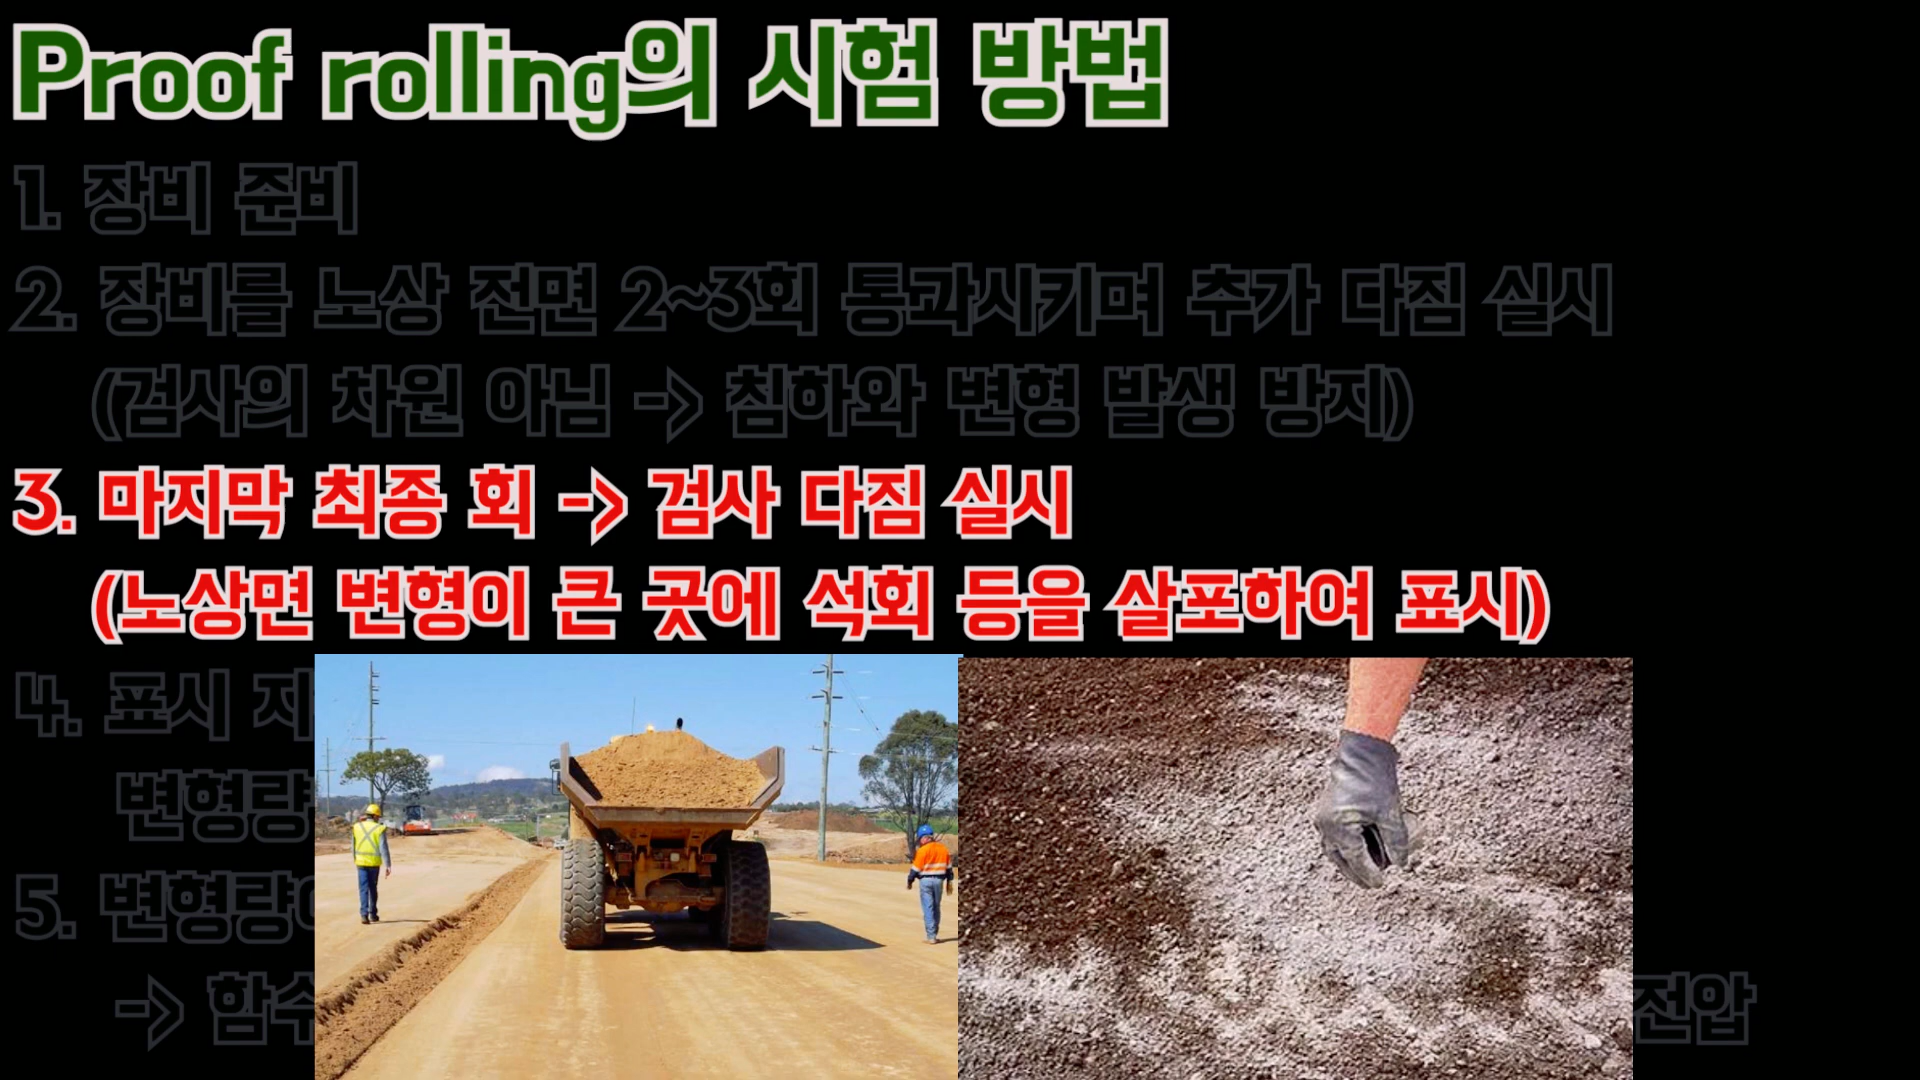 Proof rolling의 시험 방법
1. 장비 준비
2. 장비를 노상 전면 2~3회 통과시키며 추가 다짐 실시
(검사의 차원 아님 -> 침하와 변형 발생 방지)
3. 마지막 최종 회 -> 검사 다짐 실시
(노상면 변형이 큰 곳에 석회 등을 살포하여 표시)
4. 표시
변형량
5. 변형량
->
전압